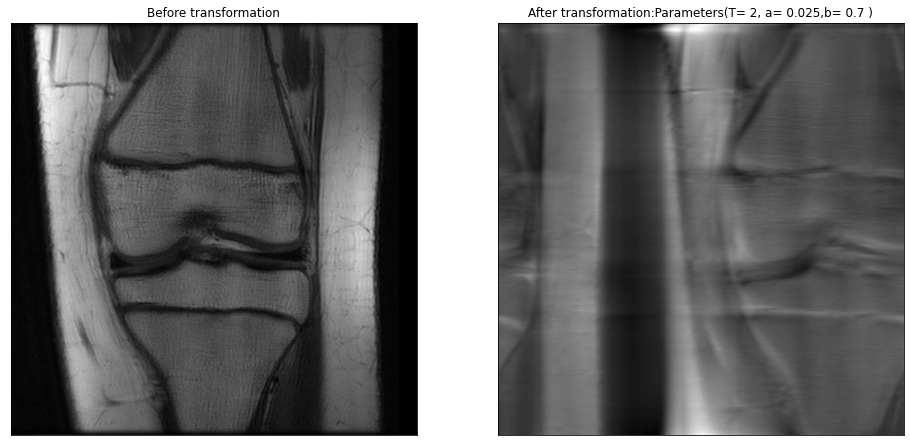 Before transformation
After transformation:Parameters(T= 2, a= 0.025,b= 0.7 )